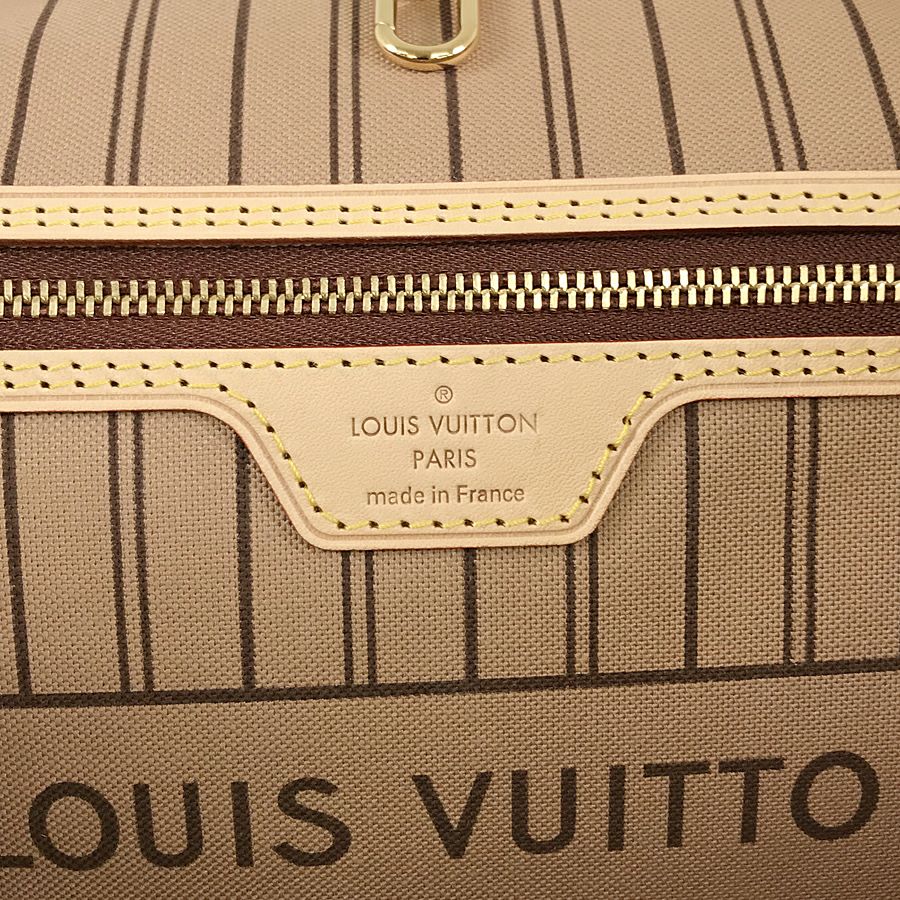 ®
LOUIS VUITTON
PARIS
made in France
LOUIS VUITTO